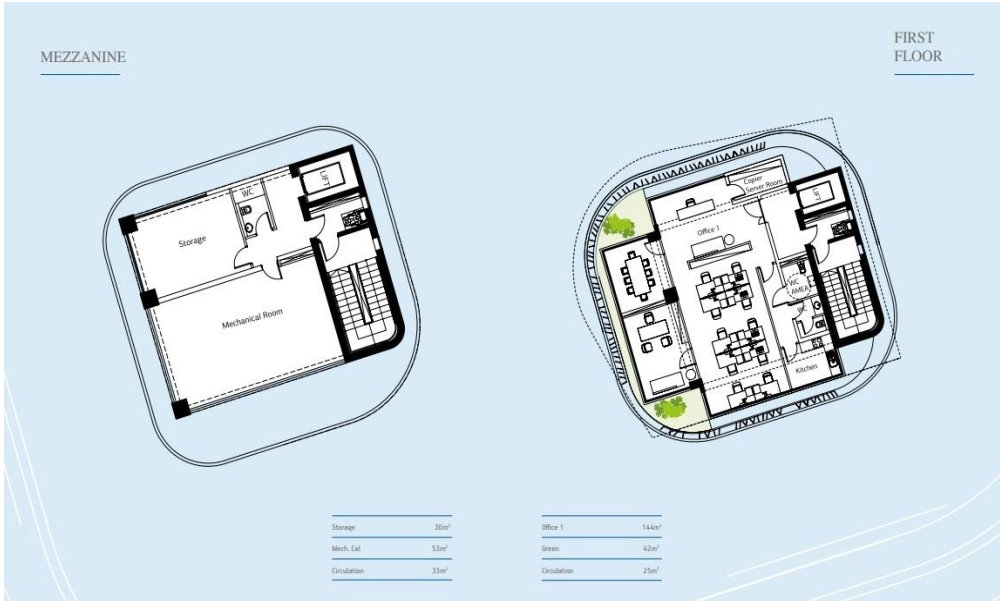 MEZZANINE
FIRST
FLOOR
WC
LIFT
Storage
Mechanical Room
Copier
Server Room
LIFT
Office 1
WC
AMEA
WC
Kitchen
Storage 30m²
Mech. Cal 53m²
Circulation 33m²
Office 1 144m²
Green 42m²
Circulation 25m²